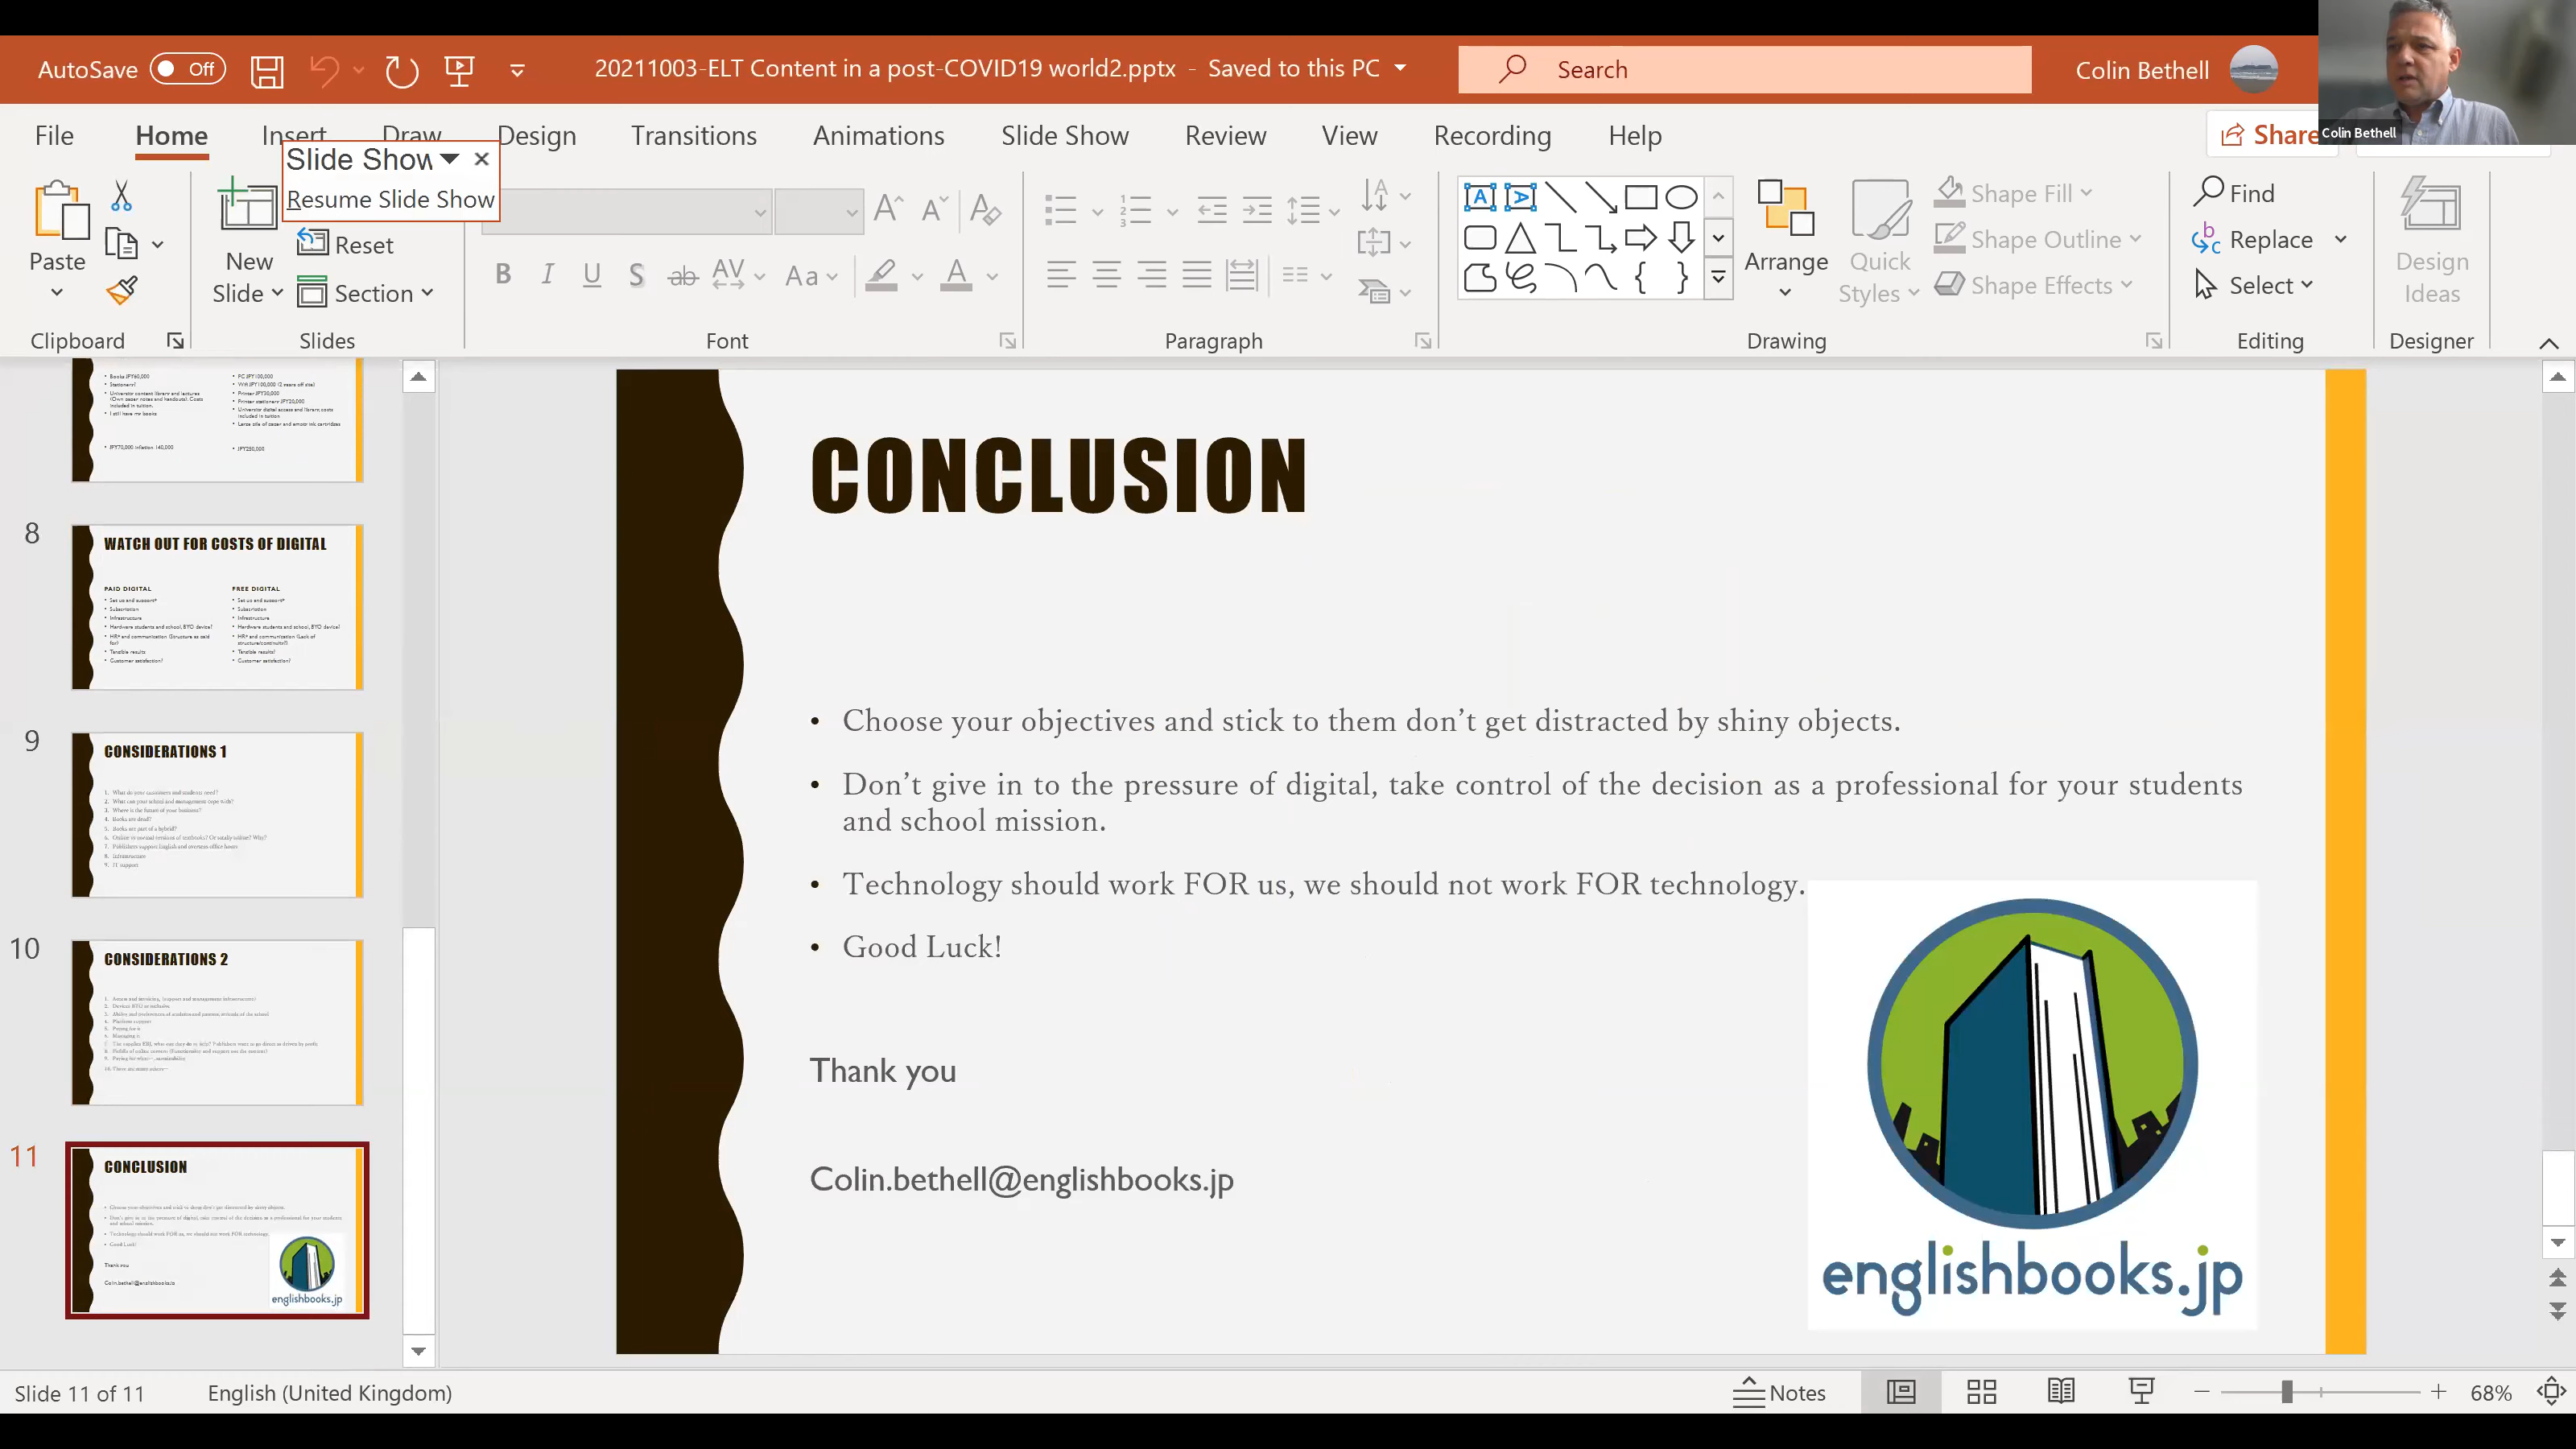 AutoSave Off
20211003-ELT Content in a post-COVID19 world2.pptx - Saved to this PC
Search
Colin Bethell
Colin Bethell
File Home Insert Draw Design Transitions Animations Slide Show Review View Recording Help
Share
Slide Show
Resume Slide Show
Paste
New
Slide
Reset
Section
Arrange
Quick
Styles
Shape Fill
Shape Outline
Shape Effects
Find
Replace
Select
Design
Ideas
Clipboard Slides Font Paragraph Drawing Editing Designer
8
WATCH OUT FOR COSTS OF DIGITAL
PAID DIGITAL
FREE DIGITAL
9
CONSIDERATIONS 1
10
CONSIDERATIONS 2
11
CONCLUSION
Thank you
englishbooks.jp
CONCLUSION
• Choose your objectives and stick to them don’t get distracted by shiny objects.
• Don’t give in to the pressure of digital, take control of the decision as a professional for your students
and school mission.
• Technology should work FOR us, we should not work FOR technology.
• Good Luck!
Thank you
Colin.bethell@englishbooks.jp
englishbooks.jp
Slide 11 of 11
English (United Kingdom)
Notes
68%